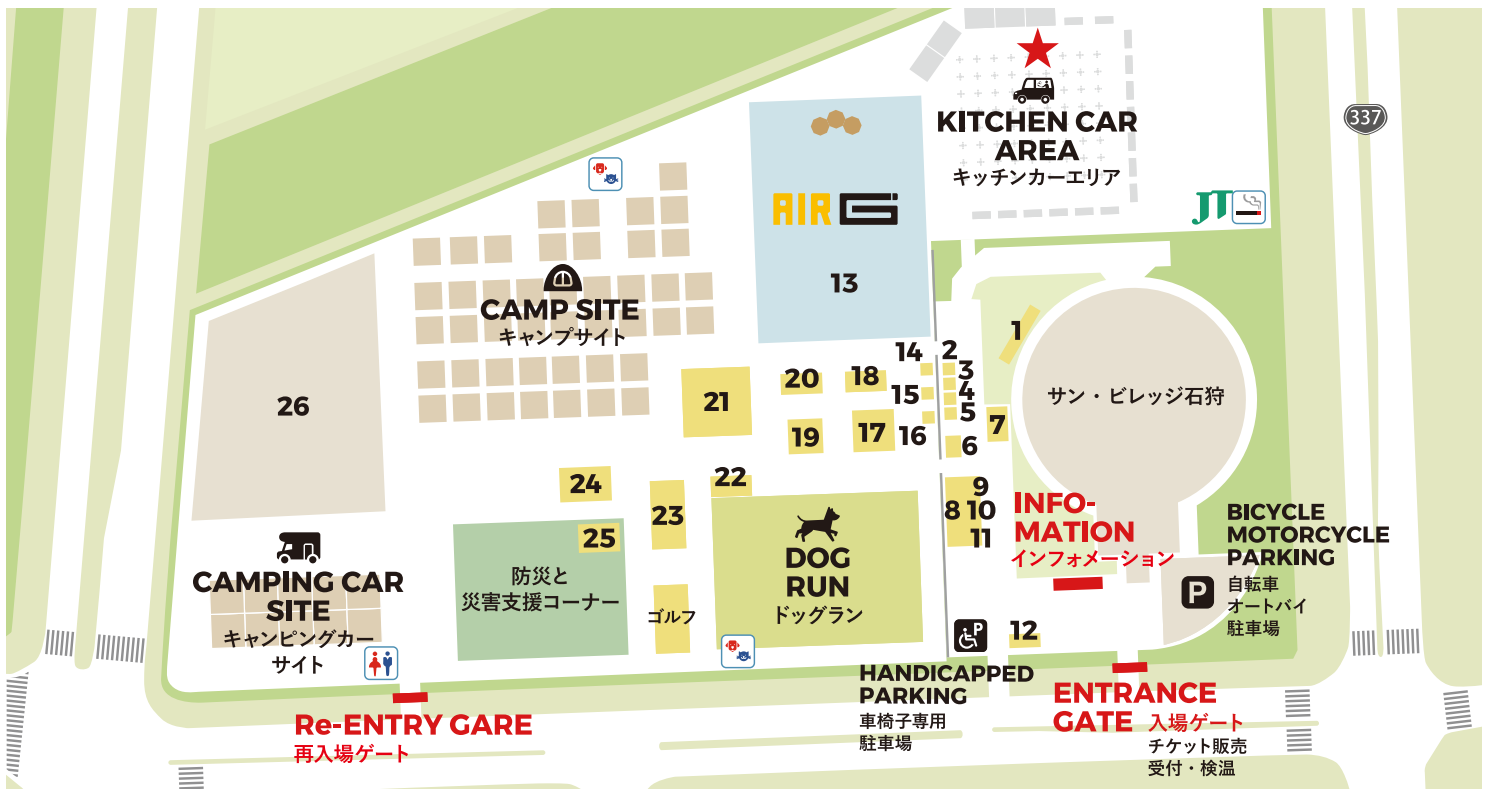 337
KITCHEN CAR
AREA
キッチンカーエリア
JT
AIR G
13
CAMP SITE
キャンプサイト
1
14
2
3
4
5
15
16
6
7
20
18
21
19
17
サン・ビレッジ石狩
26
24
22
23
25
9
8
10
11
INFO-
MATION
インフォメーション
BICYCLE
MOTORCYCLE
PARKING
P
自転車
オートバイ
駐車場
CAMPING CAR
SITE
キャンピングカー
サイト
防災と
災害支援コーナー
ゴルフ
DOG
RUN
ドッグラン
P
12
HANDICAPPED
PARKING
車椅子専用
駐車場
ENTRANCE
GATE 入場ゲート
チケット販売
受付・検温
Re-ENTRY GARE
再入場ゲート